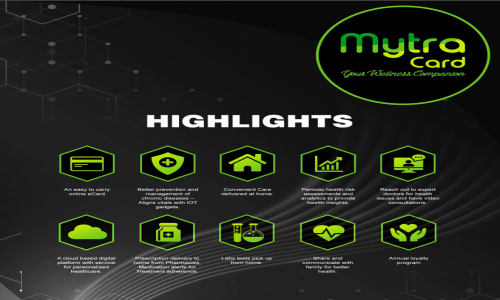 Mytra
Card
Your Wellness Companion
HIGHLIGHTS
An easy to carry
online eCard
Better prevention and
management of
chronic diseases –
Aligns vitals with IOT
gadgets.
Convenient Care
delivered at home.
Periodic health risk
assessments and
analytics to provide
health insights.
Reach out to expert
doctors for health
issues and have video
consultations.
A cloud based digital
platform with service
for personalized
healthcare.
Prescription delivery to
home from Pharmacies.
Medication alerts for
Treatment adherence.
Labs tests pick up
from home.
Share and
communicate with
family for better
health.
Annual loyalty
program